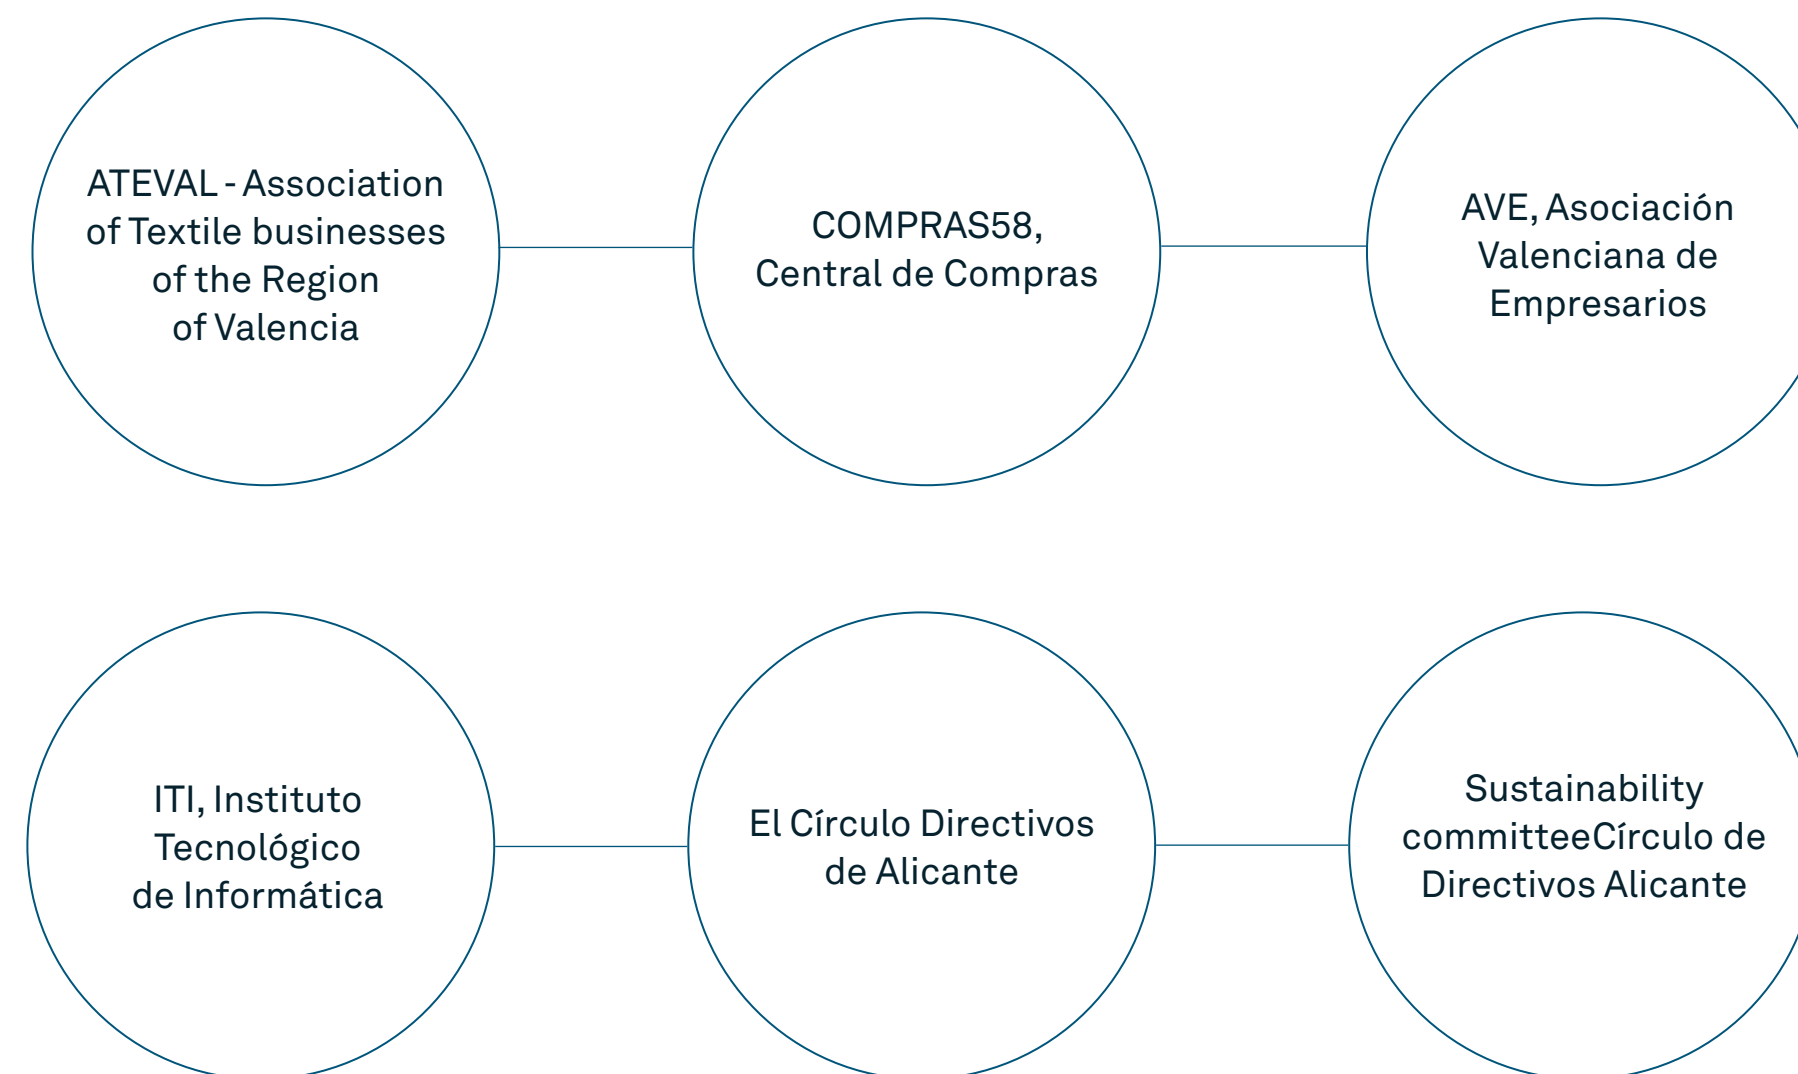 ATEVAL - Association
of Textile businesses
of the Region
of Valencia
COMPRAS58,
Central de Compras
AVE, Asociación
Valenciana de
Empresarios
ITI, Instituto
Tecnológico
de Informática
El Círculo Directivos
de Alicante
Sustainability
committeeCírculo de
Directivos Alicante